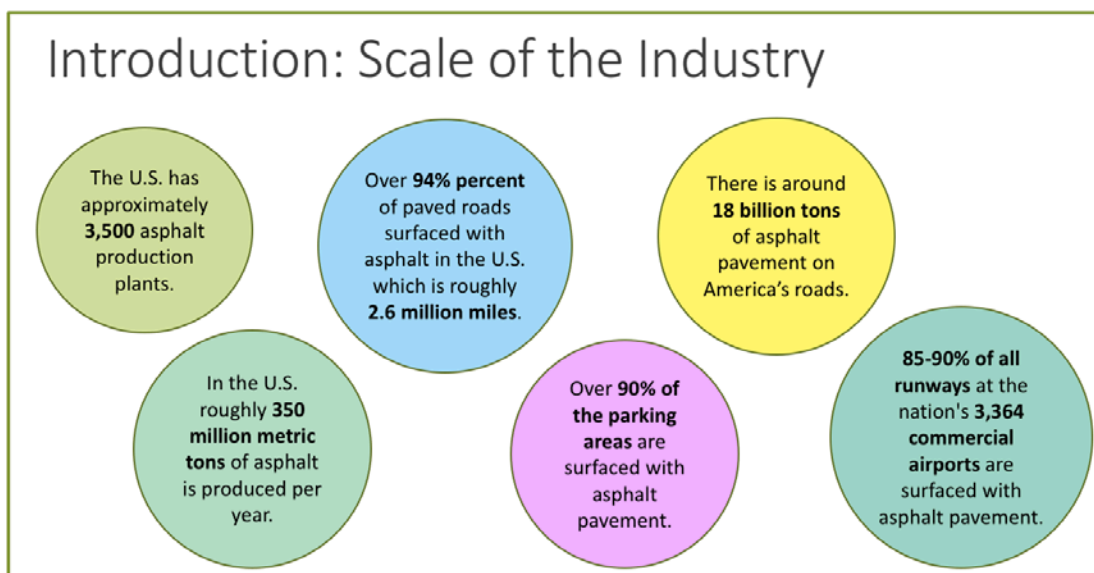 Introduction: Scale of the Industry
The U.S. has
approximately
3,500 asphalt
production
plants.
Over 94% percent
of paved roads
surfaced with
asphalt in the U.S.
which is roughly
2.6 million miles.
There is around
18 billion tons
of asphalt
pavement on
America’s roads.
In the U.S.
roughly 350
million metric
tons of asphalt
is produced per
year.
Over 90% of
the parking
areas are
surfaced with
asphalt
pavement.
85-90% of all
runways at the
nation's 3,364
commercial
airports are
surfaced with
asphalt pavement.